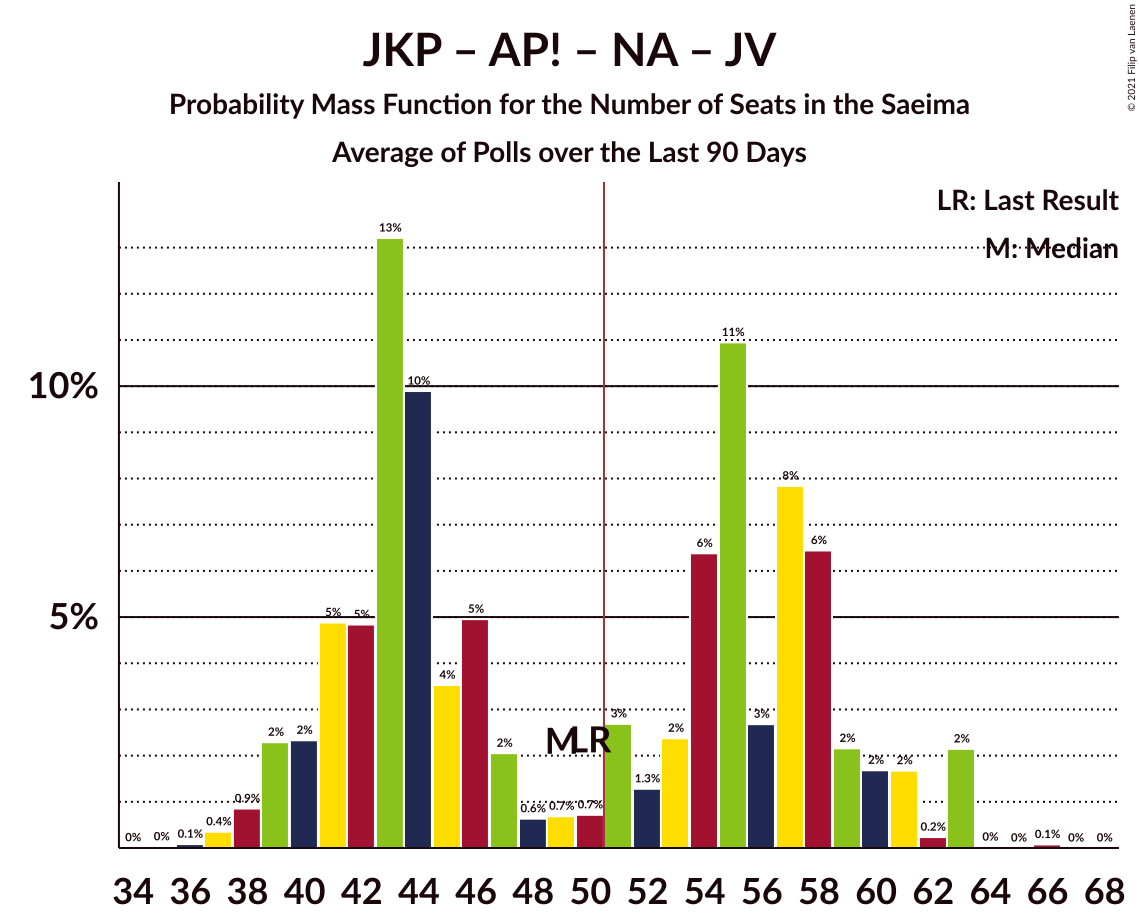 JKP – AP! – NA – JV
Probability Mass Function for the Number of Seats in the Saeima
Average of Polls over the Last 90 Days
© 2021 Filip van Laenen
LR: Last Result
M: Median
10%
5%
0% 0% 0.1% 0.4% 0.9% 2% 2% 5% 5% 13% 10% 4% 5% 2% 0.6% 0.7% 0.7% 3% 1.3% 2% 6% 11% 3% 8% 6% 2% 2% 2% 0.2% 2% 0% 0% 0.1% 0% 0%
M LR
34 36 38 40 42 44 46 48 50 52 54 56 58 60 62 64 66 68